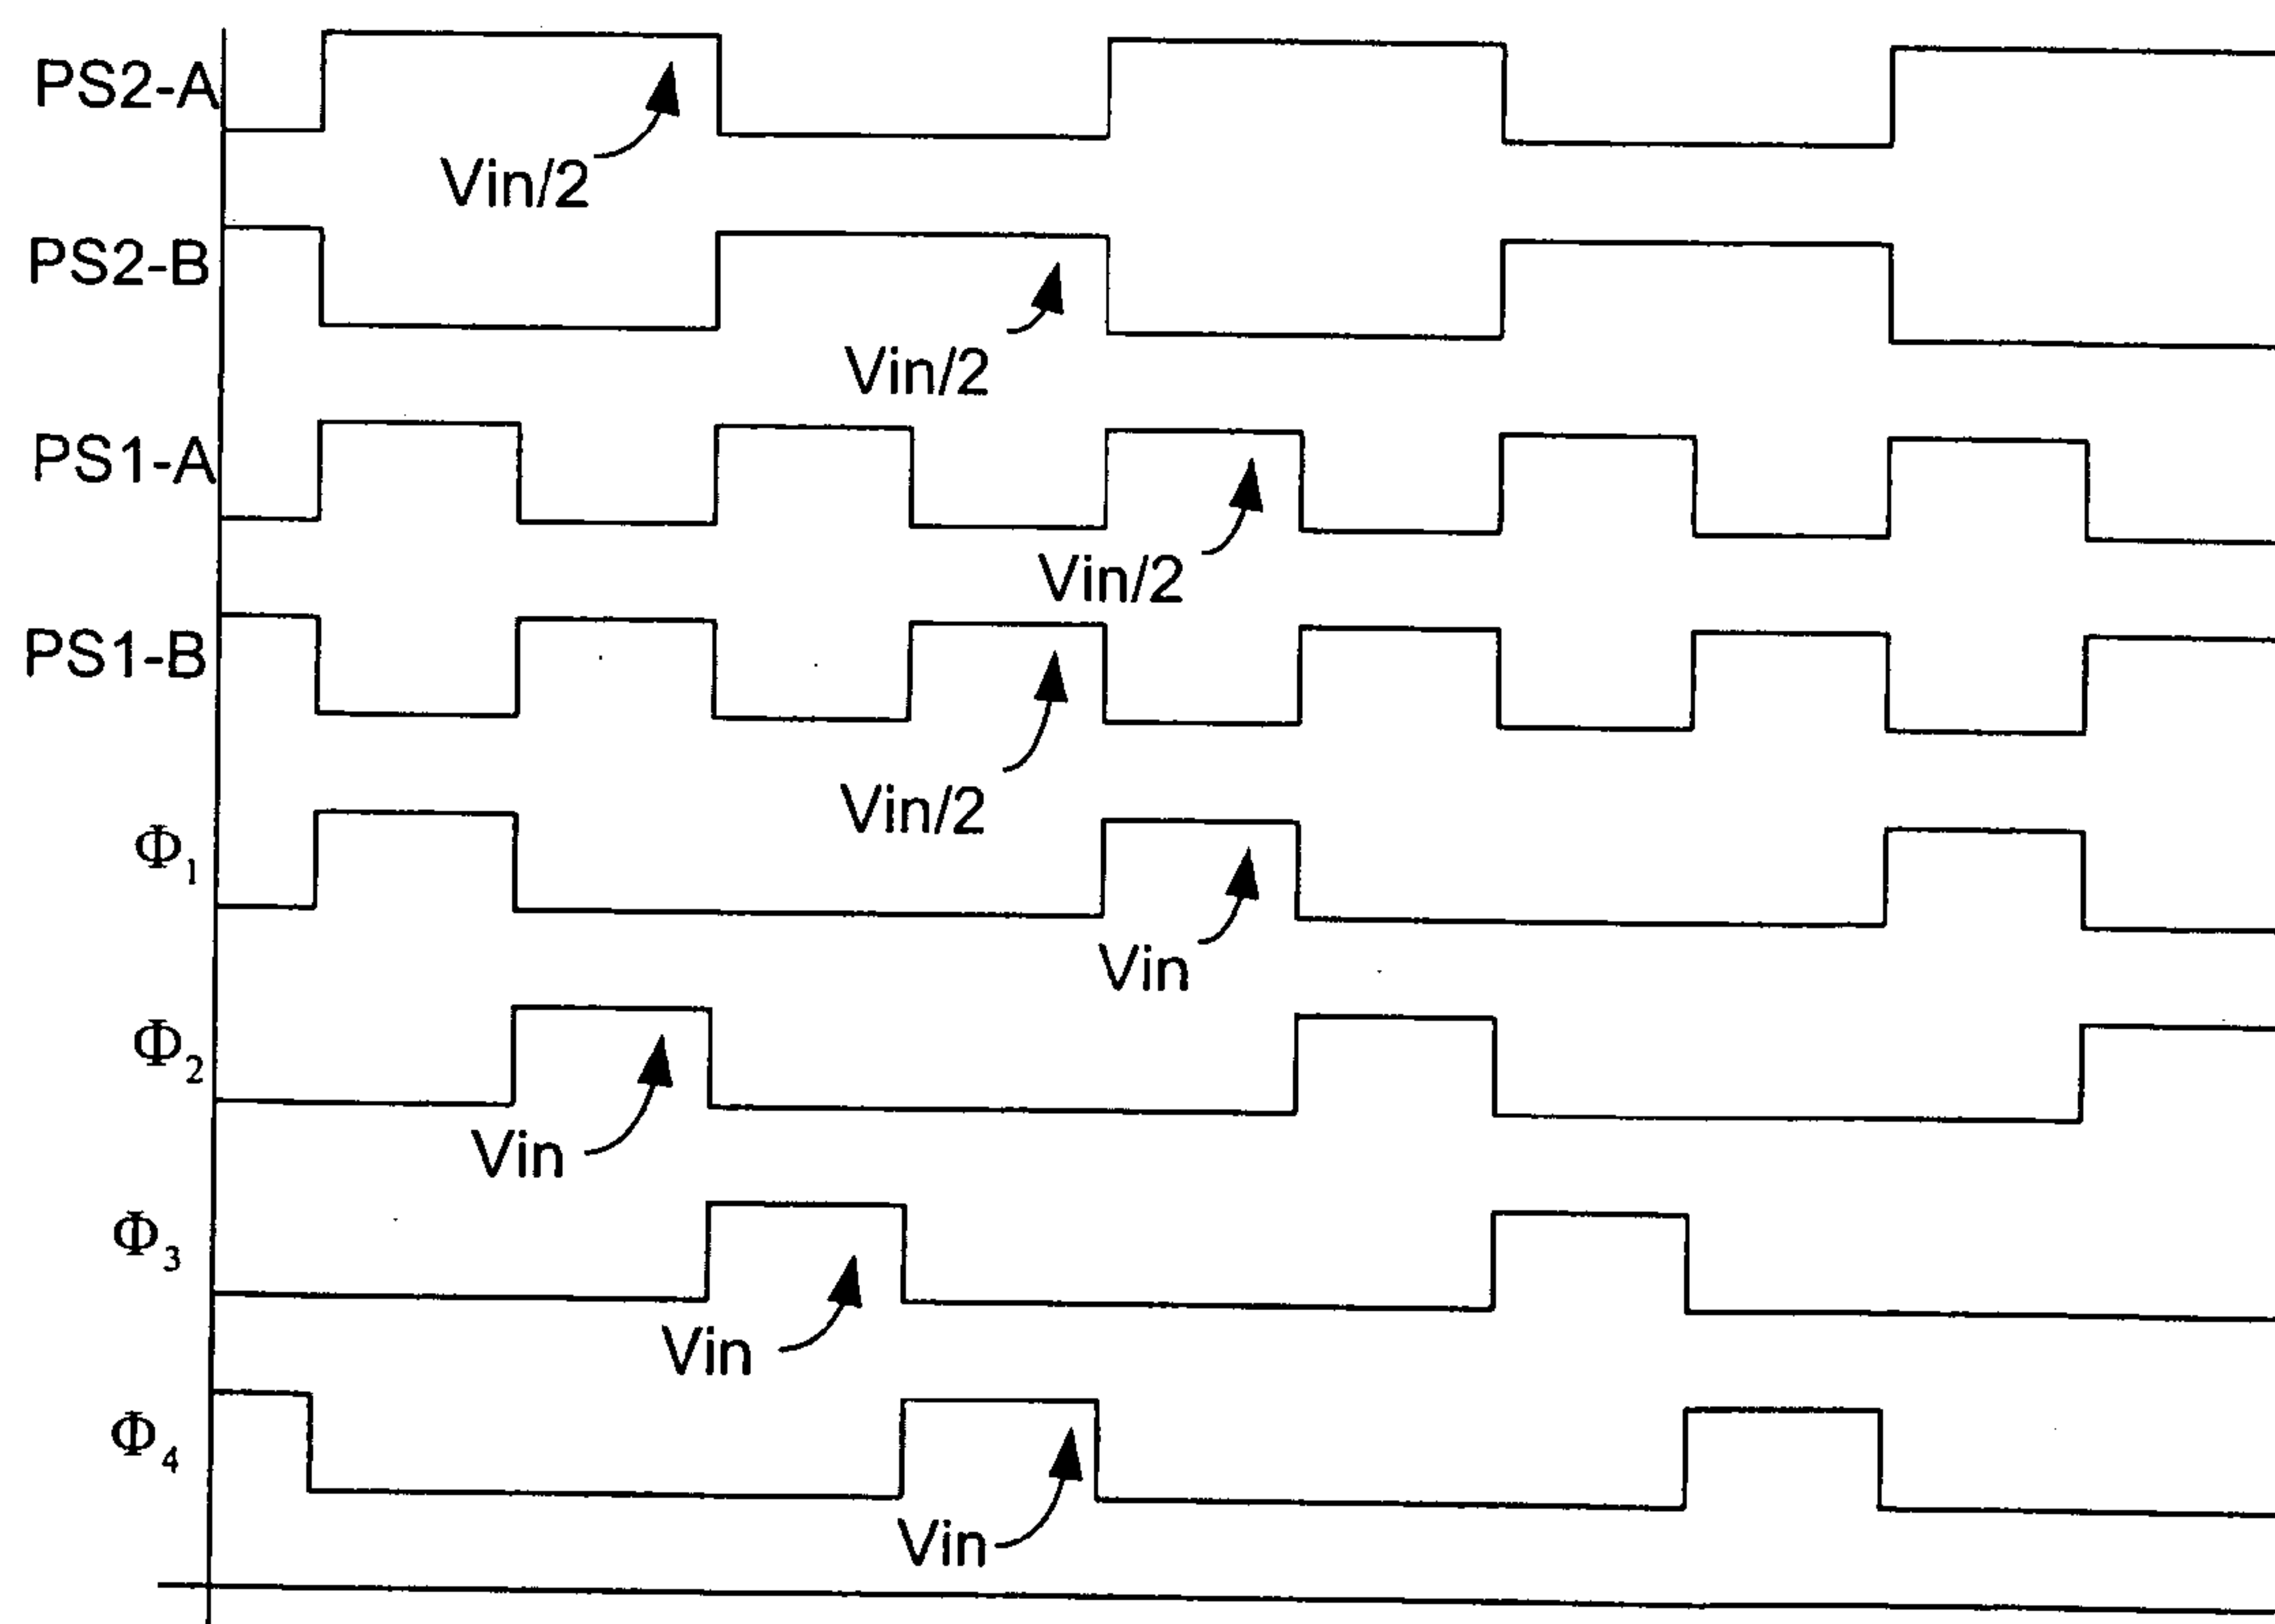 PS2-A
Vin/2
PS2-B
Vin/2
PS1-A
Vin/2
PS1-B
Vin/2
Φ₁
Vin
Φ₂
Vin
Φ₃
Vin
Φ₄
Vin